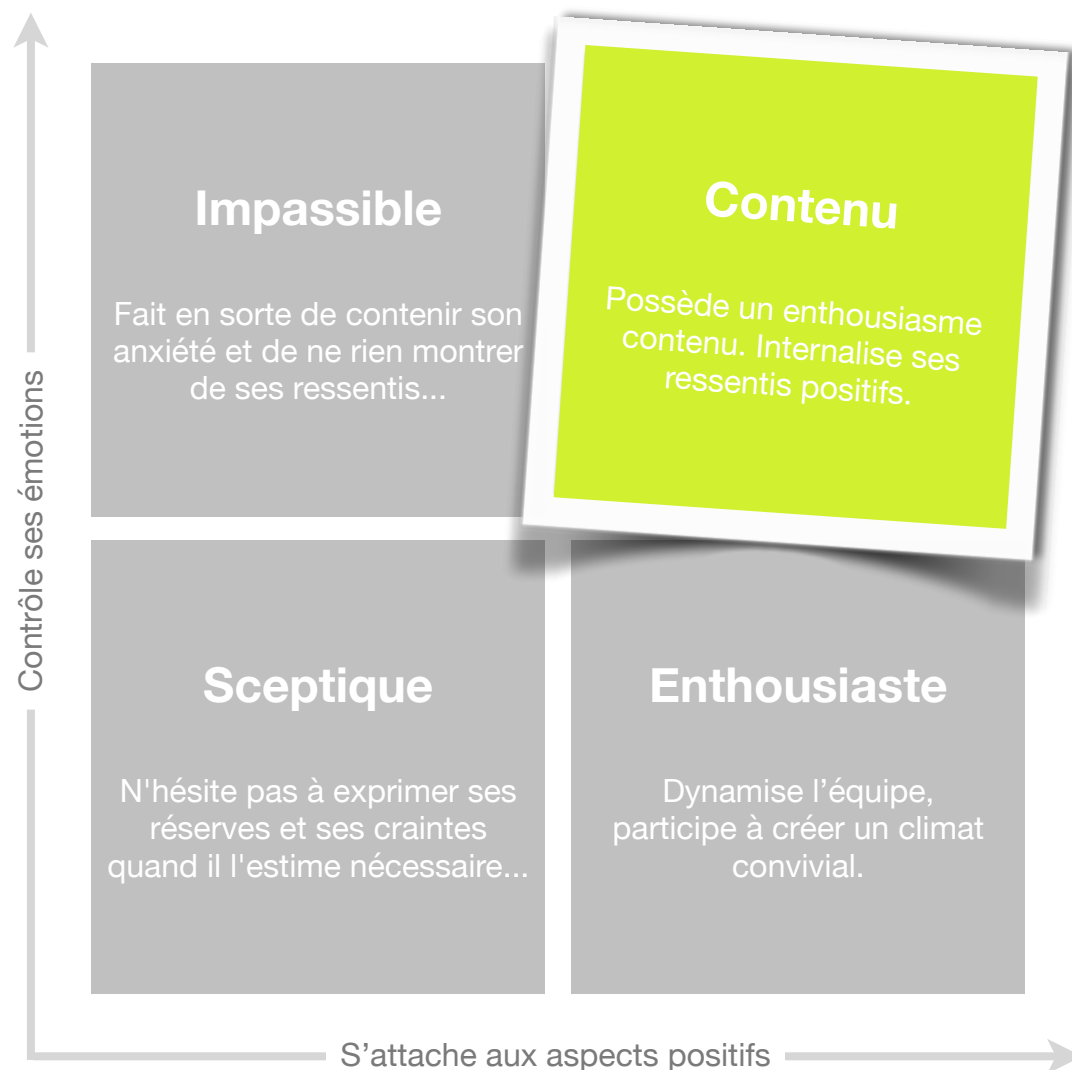 Contrôle ses émotions
Impassible
Fait en sorte de contenir son
anxiété et de ne rien montrer
de ses ressentis...
Contenu
Possède un enthousiasme
contenu. Internalise ses
ressentis positifs.
Sceptique
N'hésite pas à exprimer ses
réserves et ses craintes
quand il l'estime nécessaire...
Enthousiaste
Dynamise l’équipe,
participe à créer un climat
convivial.
S’attache aux aspects positifs